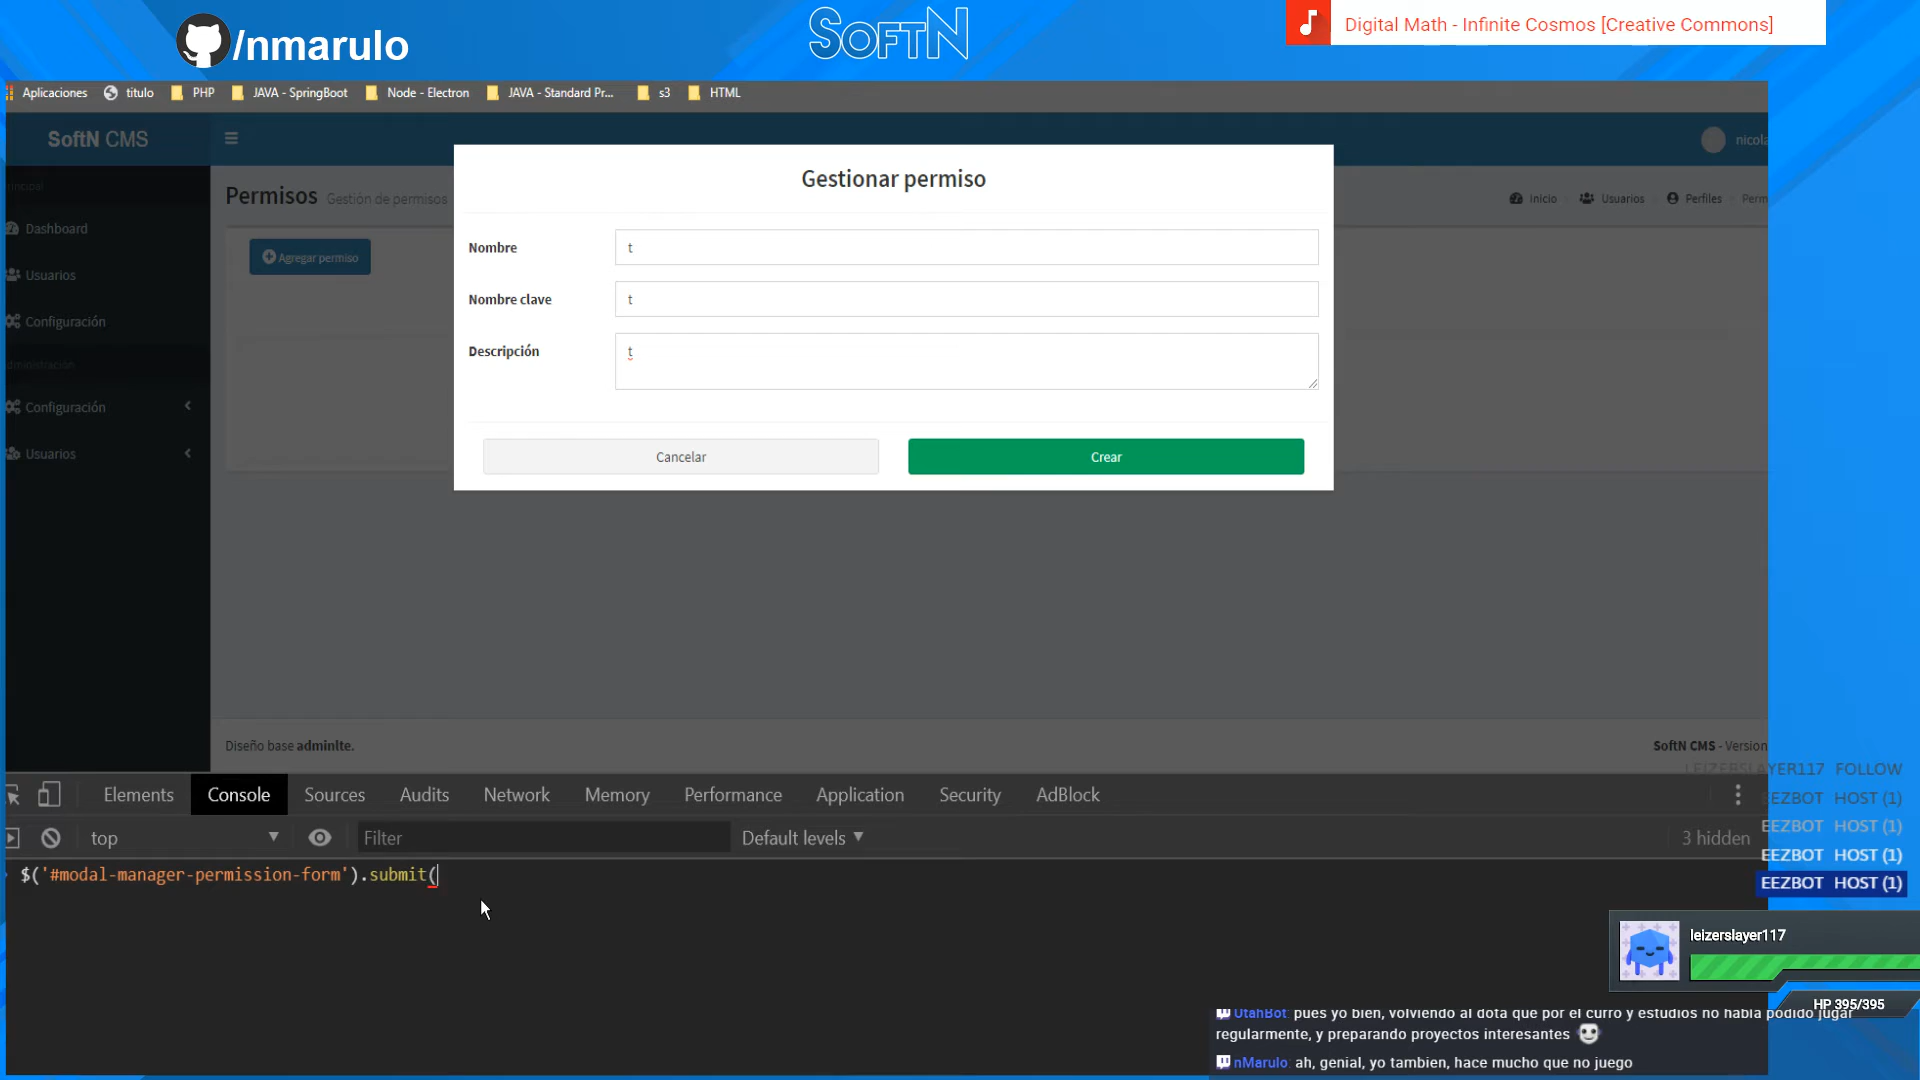 /nmarulo
SOFTN
Digital Math - Infinite Cosmos [Creative Commons]
Aplicaciones titulo PHP JAVA - SpringBoot Node - Electron JAVA - Standard Pr... s3 HTML
SoftN CMS
nicola
Permisos Gestión de permisos
Inicio Usuarios Perfiles Perm
Agregar permiso
Dashboard
Usuarios
Configuración
Configuración
Usuarios
Gestionar permiso
Nombre t
Nombre clave t
Descripción t
Cancelar Crear
Diseño base adminlte.
SoftN CMS - Version
Elements Console Sources Audits Network Memory Performance Application Security AdBlock
top Filter Default levels 3 hidden
$('#modal-manager-permission-form').submit(
LEIZERSLAYER117 FOLLOW
EEZBOT HOST (1)
EEZBOT HOST (1)
EEZBOT HOST (1)
EEZBOT HOST (1)
leizerslayer117
HP 395/395
UtahBot: pues yo bien, volviendo al dota que por el curro y estudios no habia podido jugar
regularmente, y preparando proyectos interesantes
nMarulo: ah, genial, yo tambien, hace mucho que no juego